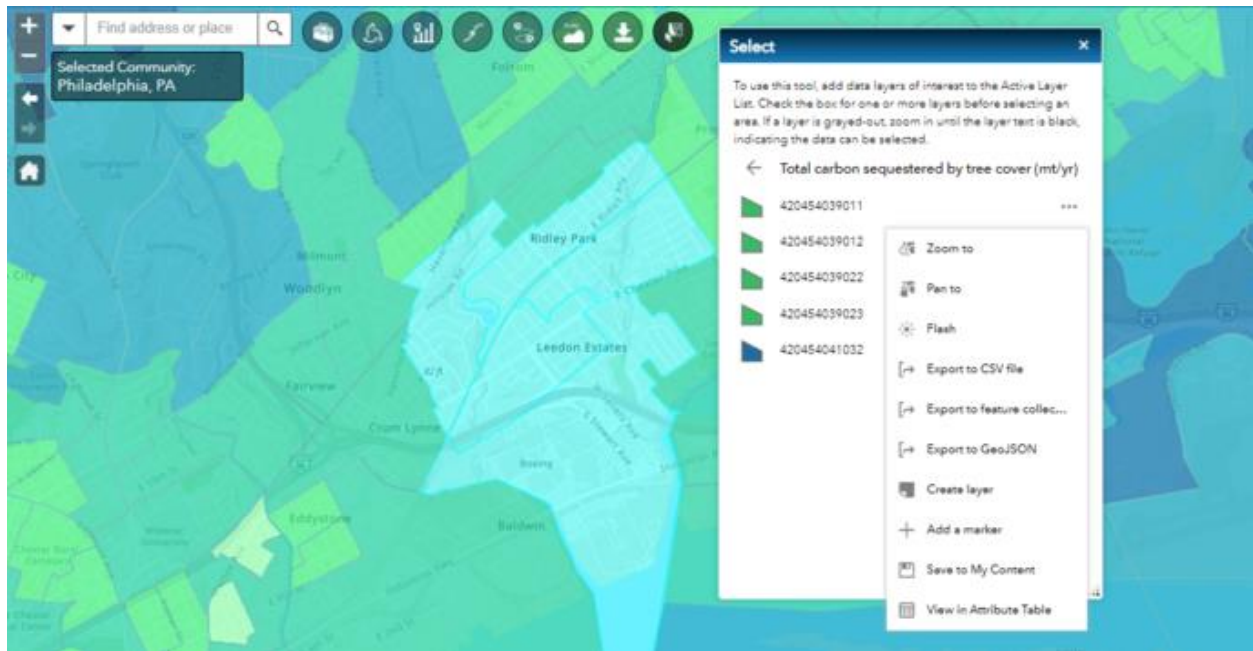 Find address or place
Selected Community:
Philadelphia, PA
Select
To use this tool, add data layers of interest to the Active Layer
List. Check the box for one or more layers before selecting an
area. If a layer is grayed-out, zoom in until the layer text is black,
indicating the data can be selected.
Total carbon sequestered by tree cover (mt/yr)
420454039011
420454039012
420454039022
420454039023
420454041032
Zoom to
Pan to
Flash
Export to CSV file
Export to feature collec...
Export to GeoJSON
Create layer
Add a marker
Save to My Content
View in Attribute Table
Folsom
Ridley Park
Milmont
Woodlyn
City
Leedon Estates
Fairview
Crum Lynne
Boeing
Eddystone
Baldwin